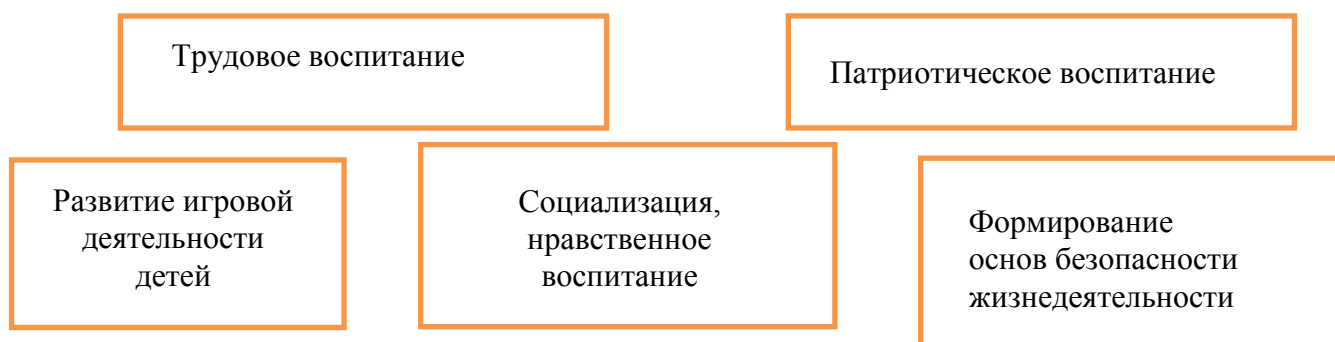 Трудовое воспитание
Патриотическое воспитание
Развитие игровой
деятельности
детей
Социализация,
нравственное
воспитание
Формирование
основ безопасности
жизнедеятельности